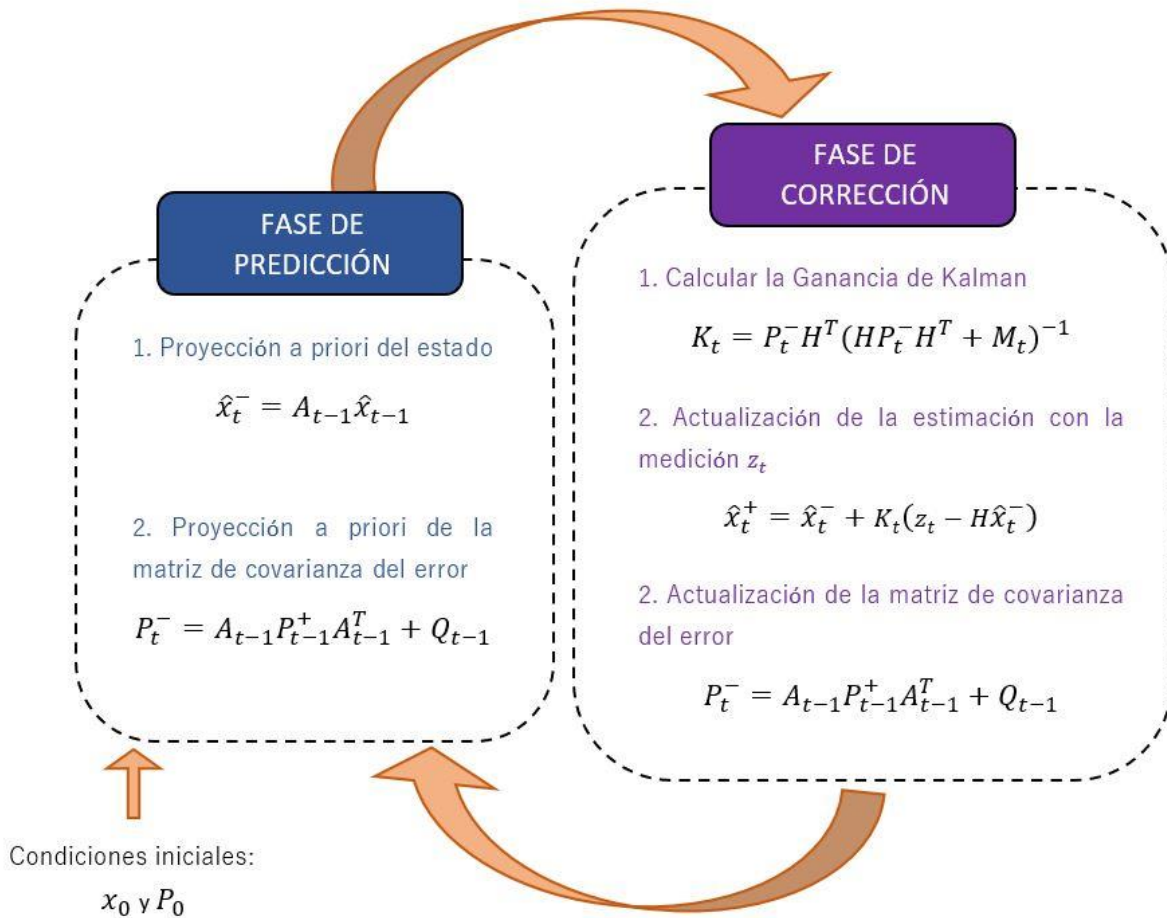 FASE DE
PREDICCIÓN
1. Proyección a priori del estado
x̂ₜ⁻ = Aₜ₋₁x̂ₜ₋₁
2. Proyección a priori de la
matriz de covarianza del error
Pₜ⁻ = Aₜ₋₁Pₜ₋₁⁺Aₜ₋₁ᵀ + Qₜ₋₁
Condiciones iniciales:
x₀ y P₀
FASE DE
CORRECCIÓN
1. Calcular la Ganancia de Kalman
Kₜ = Pₜ⁻Hᵀ(HPₜ⁻Hᵀ + Mₜ)⁻¹
2. Actualización de la estimación con la
medición zₜ
x̂ₜ⁺ = x̂ₜ⁻ + Kₜ(zₜ − Hx̂ₜ⁻)
2. Actualización de la matriz de covarianza
del error
Pₜ⁻ = Aₜ₋₁Pₜ₋₁⁺Aₜ₋₁ᵀ + Qₜ₋₁